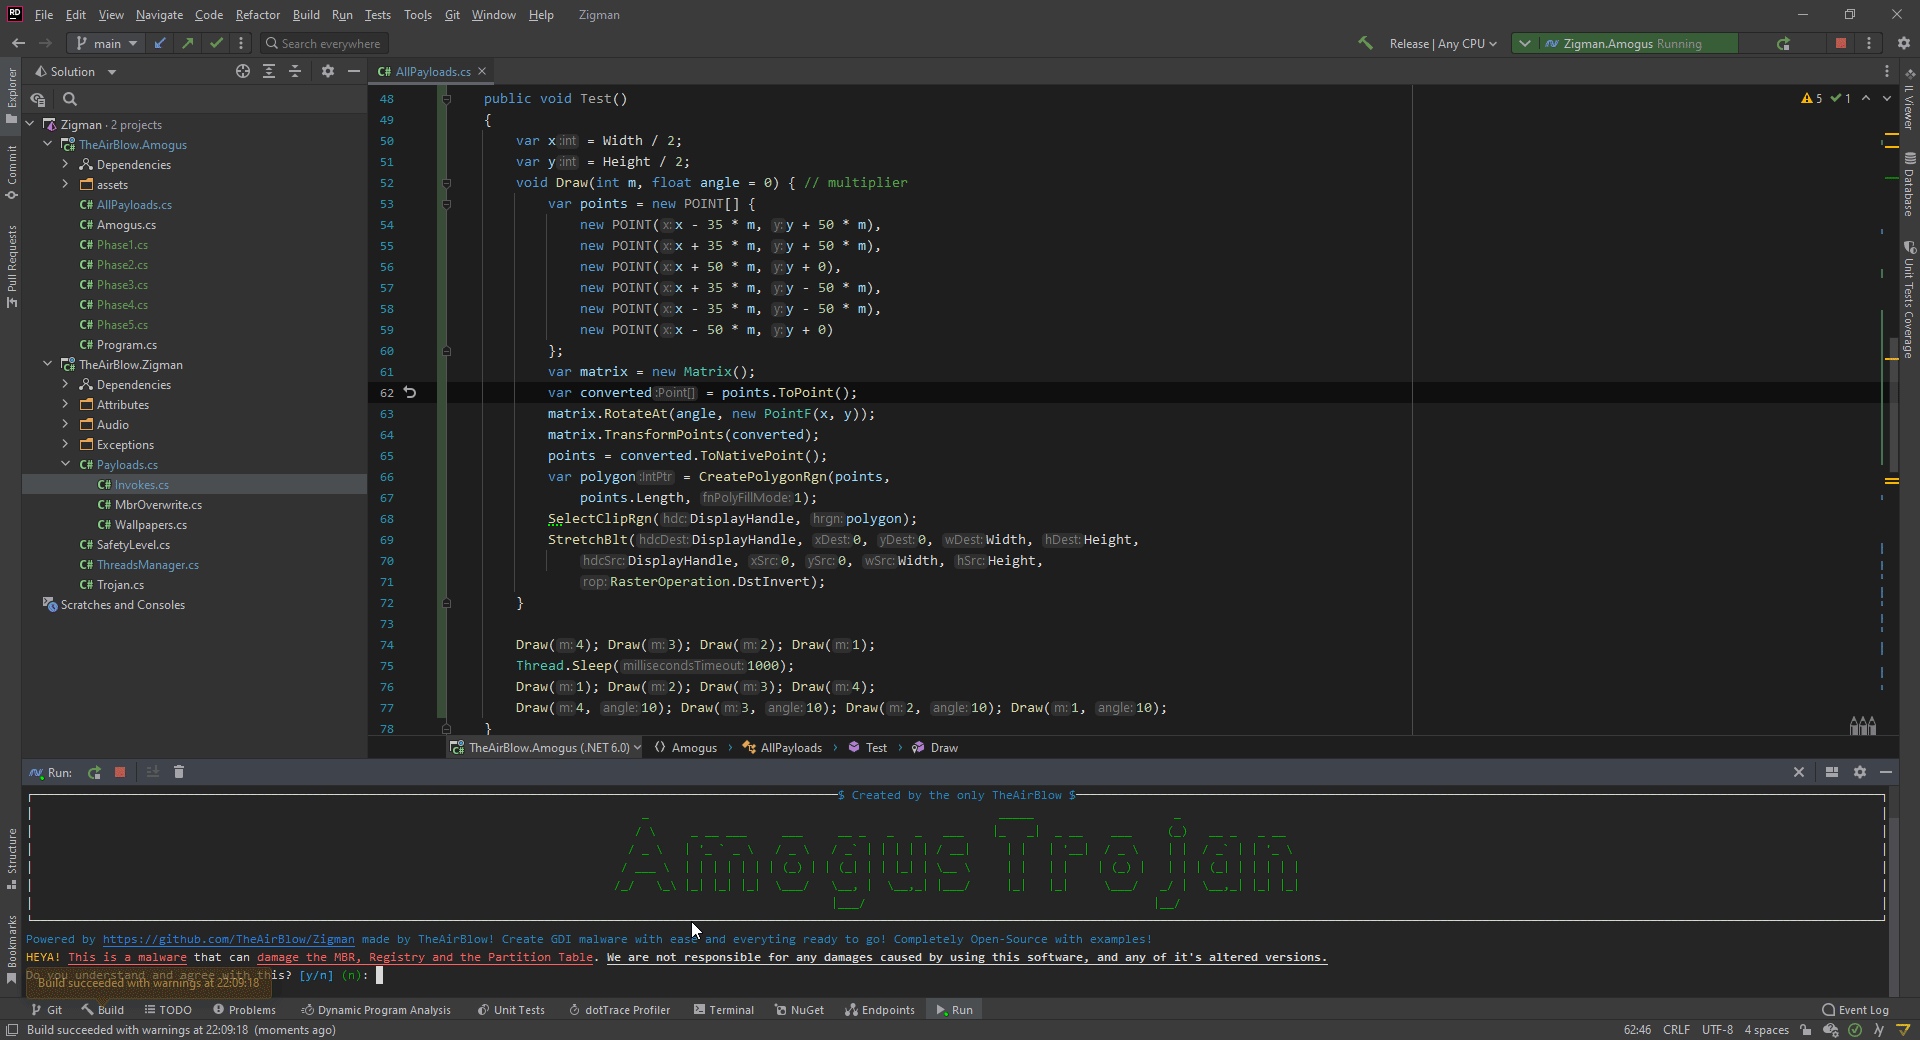 RD File Edit View Navigate Code Refactor Build Run Tests Tools Git Window Help Zigman
main Search everywhere Release | Any CPU Zigman.Amogus Running
Explorer
Commit
Pull Requests
Structure
Bookmarks
Solution
Zigman · 2 projects
TheAirBlow.Amogus
Dependencies
assets
C# AllPayloads.cs
C# Amogus.cs
C# Phase1.cs
C# Phase2.cs
C# Phase3.cs
C# Phase4.cs
C# Phase5.cs
C# Program.cs
TheAirBlow.Zigman
Dependencies
Attributes
Audio
Exceptions
C# Payloads.cs
C# Invokes.cs
C# MbrOverwrite.cs
C# Wallpapers.cs
C# SafetyLevel.cs
C# ThreadsManager.cs
C# Trojan.cs
Scratches and Consoles
C# AllPayloads.cs
5 1
48 public void Test()
49 {
50 var x:int = Width / 2;
51 var y:int = Height / 2;
52 void Draw(int m, float angle = 0) { // multiplier
53 var points = new POINT[] {
54 new POINT(x:x - 35 * m, y:y + 50 * m),
55 new POINT(x:x + 35 * m, y:y + 50 * m),
56 new POINT(x:x + 50 * m, y:y + 0),
57 new POINT(x:x + 35 * m, y:y - 50 * m),
58 new POINT(x:x - 35 * m, y:y - 50 * m),
59 new POINT(x:x - 50 * m, y:y + 0)
60 };
61 var matrix = new Matrix();
62 var converted:Point[] = points.ToPoint();
63 matrix.RotateAt(angle, new PointF(x, y));
64 matrix.TransformPoints(converted);
65 points = converted.ToNativePoint();
66 var polygon:IntPtr = CreatePolygonRgn(points,
67 points.Length, fnPolyFillMode:1);
68 SelectClipRgn(hdc:DisplayHandle, hrgn:polygon);
69 StretchBlt(hdcDest:DisplayHandle, xDest:0, yDest:0, wDest:Width, hDest:Height,
70 hdcSrc:DisplayHandle, xSrc:0, ySrc:0, wSrc:Width, hSrc:Height,
71 rop:RasterOperation.DstInvert);
72 }
73
74 Draw(m:4); Draw(m:3); Draw(m:2); Draw(m:1);
75 Thread.Sleep(millisecondsTimeout:1000);
76 Draw(m:1); Draw(m:2); Draw(m:3); Draw(m:4);
77 Draw(m:4, angle:10); Draw(m:3, angle:10); Draw(m:2, angle:10); Draw(m:1, angle:10);
78 }
IL Viewer
Database
Unit Tests Coverage
TheAirBlow.Amogus (.NET 6.0) Amogus › AllPayloads › Test › Draw
Run:
$ Created by the only TheAirBlow $
Amogus Trojan
Powered by https://github.com/TheAirBlow/Zigman made by TheAirBlow! Create GDI malware with ease and everyting ready to go! Completely Open-Source with examples!
HEYA! This is a malware that can damage the MBR, Registry and the Partition Table. We are not responsible for any damages caused by using this software, and any of it's altered versions.
Do you understand and agree with this? [y/n] (n):
Build succeeded with warnings at 22:09:18
Git Build TODO Problems Dynamic Program Analysis Unit Tests dotTrace Profiler Terminal NuGet Endpoints Run Event Log
Build succeeded with warnings at 22:09:18 (moments ago) 62:46 CRLF UTF-8 4 spaces